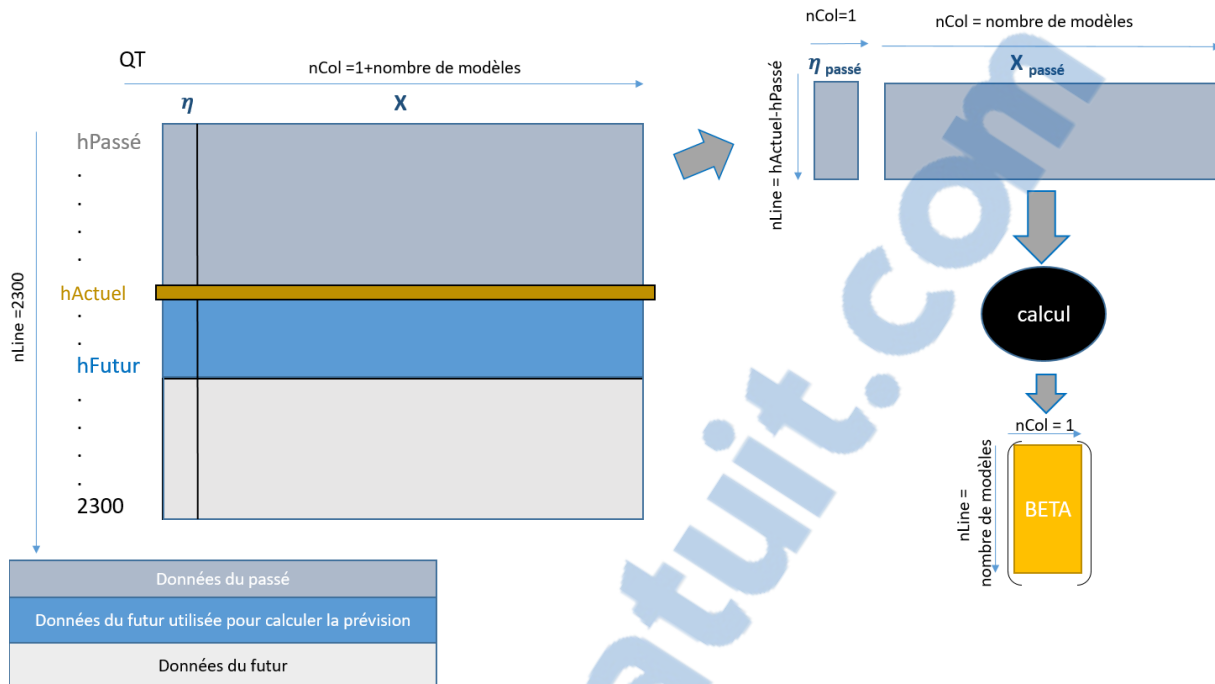 QT
nCol =1+nombre de modèles
η
X
hPassé
.
.
.
.
hActuel
.
.
hFutur
.
.
.
.
2300
nLine =2300
Données du passé
Données du futur utilisée pour calculer la prévision
Données du futur
nCol=1
nCol = nombre de modèles
η passé
X passé
nLine = hActuel-hPassé
calcul
nCol = 1
nLine =
nombre de modèles
BETA
atuit.com